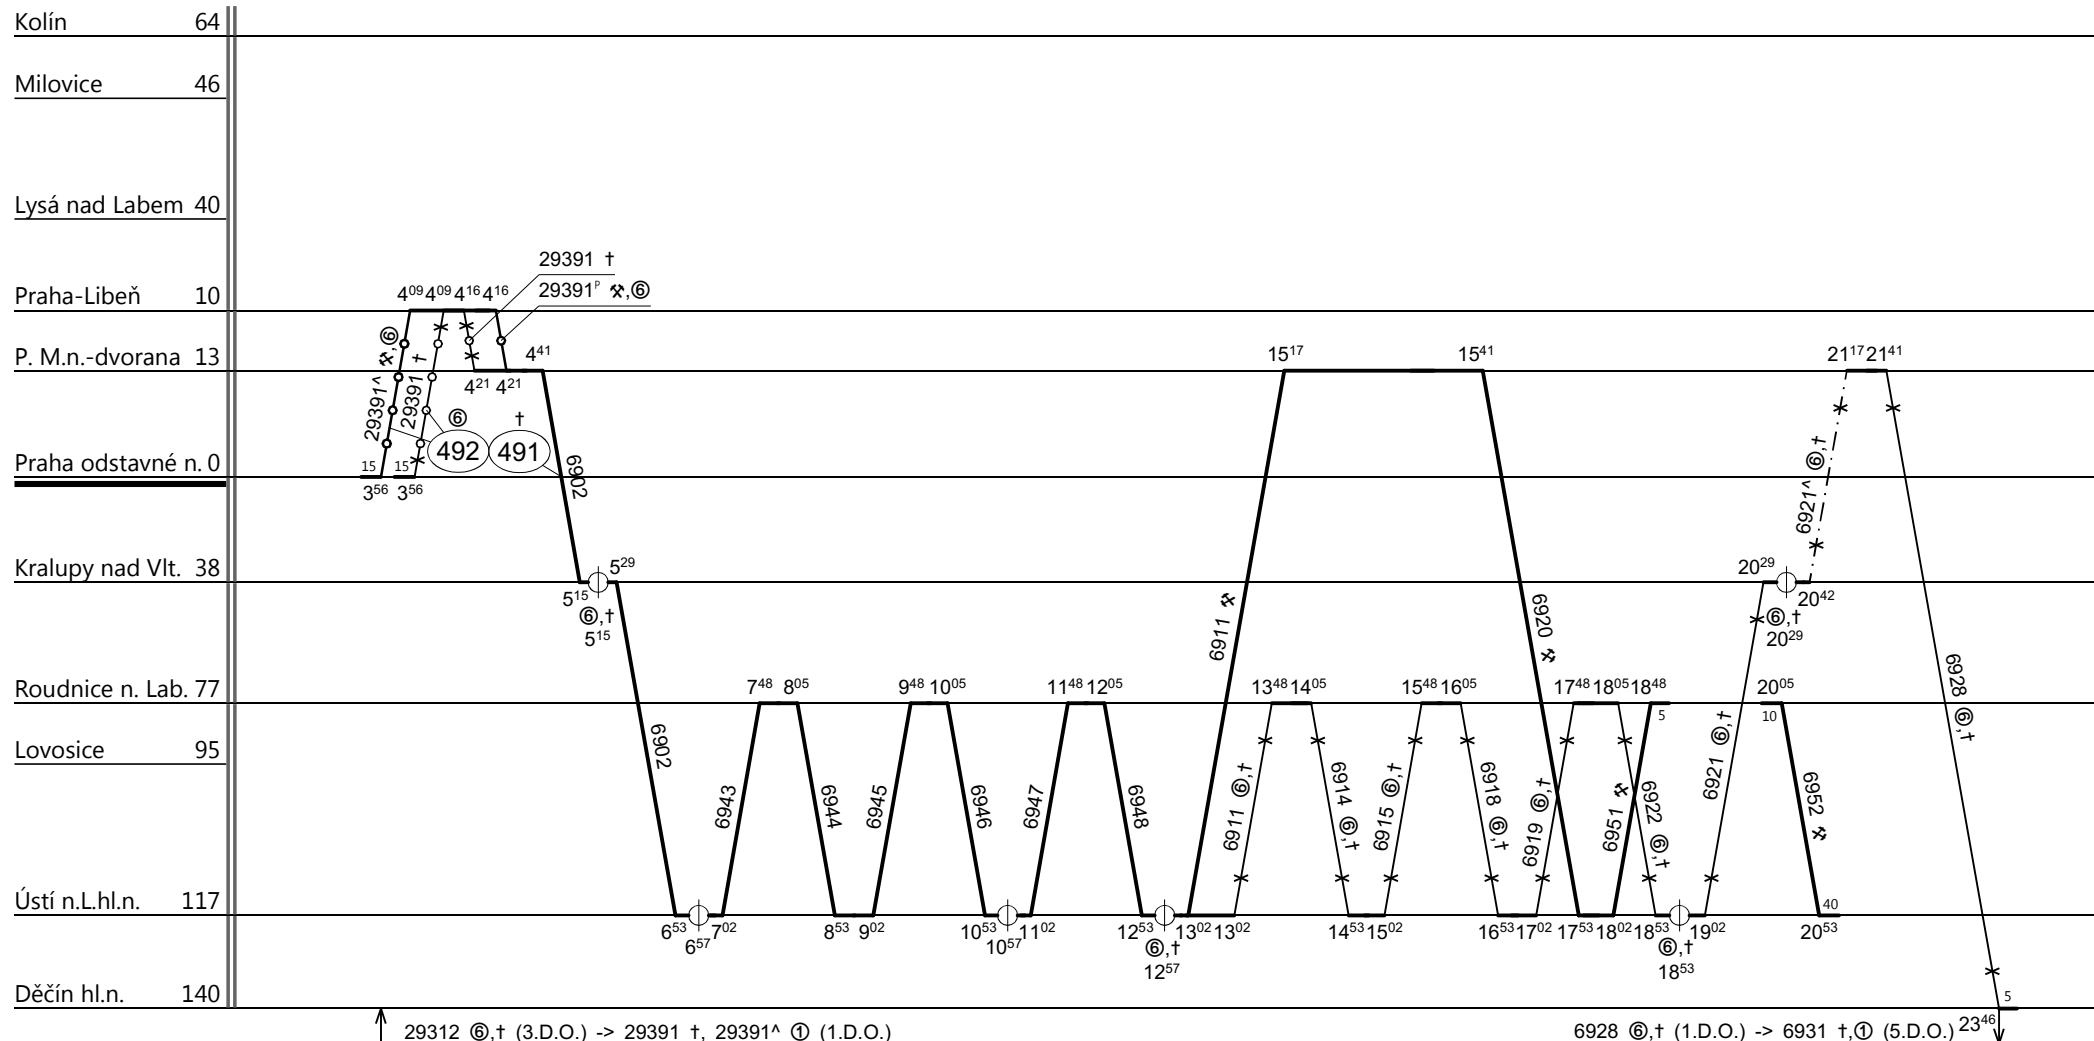 Kolín 64
Milovice 46
Lysá nad Labem 40
29391 †
29391ᴾ ⚒,⑥
Praha-Libeň 10
4⁰⁹ 4⁰⁹ 4¹⁶ 4¹⁶
P. M.n.-dvorana 13
4⁴¹ 15¹⁷ 15⁴¹ 21¹⁷ 21⁴¹
4²¹ 4²¹
29391^ ⚒,⑥
29391 †
⑥ †
492 491
Praha odstavné n. 0
15 15
3⁵⁶ 3⁵⁶
6902
6921^ ⑥,†
Kralupy nad Vlt. 38
5²⁹ 20²⁹
5¹⁵ 20⁴²
⑥,† ⑥,†
5¹⁵ 20²⁹
6911 ⚒
6920 ⚒
6928 ⑥,†
Roudnice n. Lab. 77
7⁴⁸ 8⁰⁵ 9⁴⁸ 10⁰⁵ 11⁴⁸ 12⁰⁵ 13⁴⁸ 14⁰⁵ 15⁴⁸ 16⁰⁵ 17⁴⁸ 18⁰⁵ 18⁴⁸ 20⁰⁵
5 10
Lovosice 95
6902
6943
6944
6945
6946
6947
6948
6911 ⑥,†
6914 ⑥,†
6915 ⑥,†
6918 ⑥,†
6919 ⑥,†
6951 ⚒
6922 ⑥,†
6921 ⑥,†
6952 ⚒
Ústí n.L.hl.n. 117
40
6⁵³ 7⁰² 8⁵³ 9⁰² 10⁵³ 11⁰² 12⁵³ 13⁰² 13⁰² 14⁵³ 15⁰² 16⁵³ 17⁰² 17⁵³ 18⁰² 18⁵³ 19⁰² 20⁵³
6⁵⁷ 10⁵⁷ ⑥,† ⑥,†
12⁵⁷ 18⁵³
Děčín hl.n. 140
5
23⁴⁶
29312 ⑥,† (3.D.O.) -> 29391 †, 29391^ ① (1.D.O.)
6928 ⑥,† (1.D.O.) -> 6931 †,① (5.D.O.)